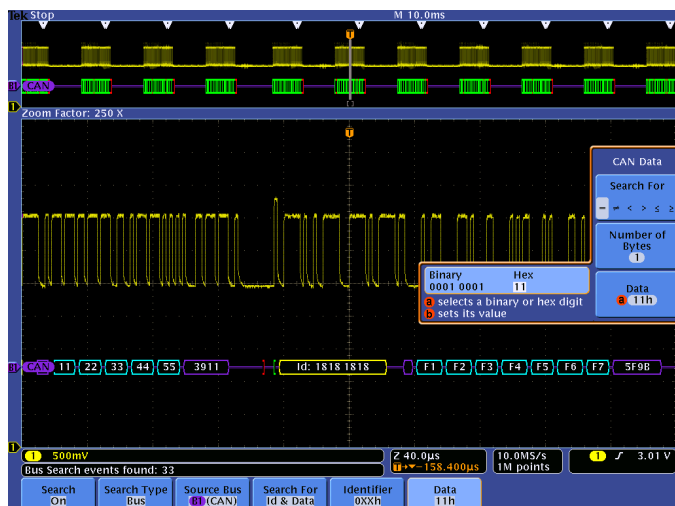 Tek Stop M 10.0ms
T
B1 CAN
1
Zoom Factor: 250 X
T
CAN Data
Search For
= ≠ < > ≤ ≥
Number of
Bytes
1
Binary Hex
0001 0001 11
a selects a binary or hex digit
b sets its value
Data
a 11h
B1 CAN 11 22 33 44 55 3911 Id: 1818 1818 F1 F2 F3 F4 F5 F6 F7 5F9B
1
1 500mV
Z 40.0µs
T→▼−158.400µs
10.0MS/s
1M points
1 3.01 V
Bus Search events found: 33
Search
On
Search Type
Bus
Source Bus
B1 (CAN)
Search For
Id & Data
Identifier
0XXh
Data
11h